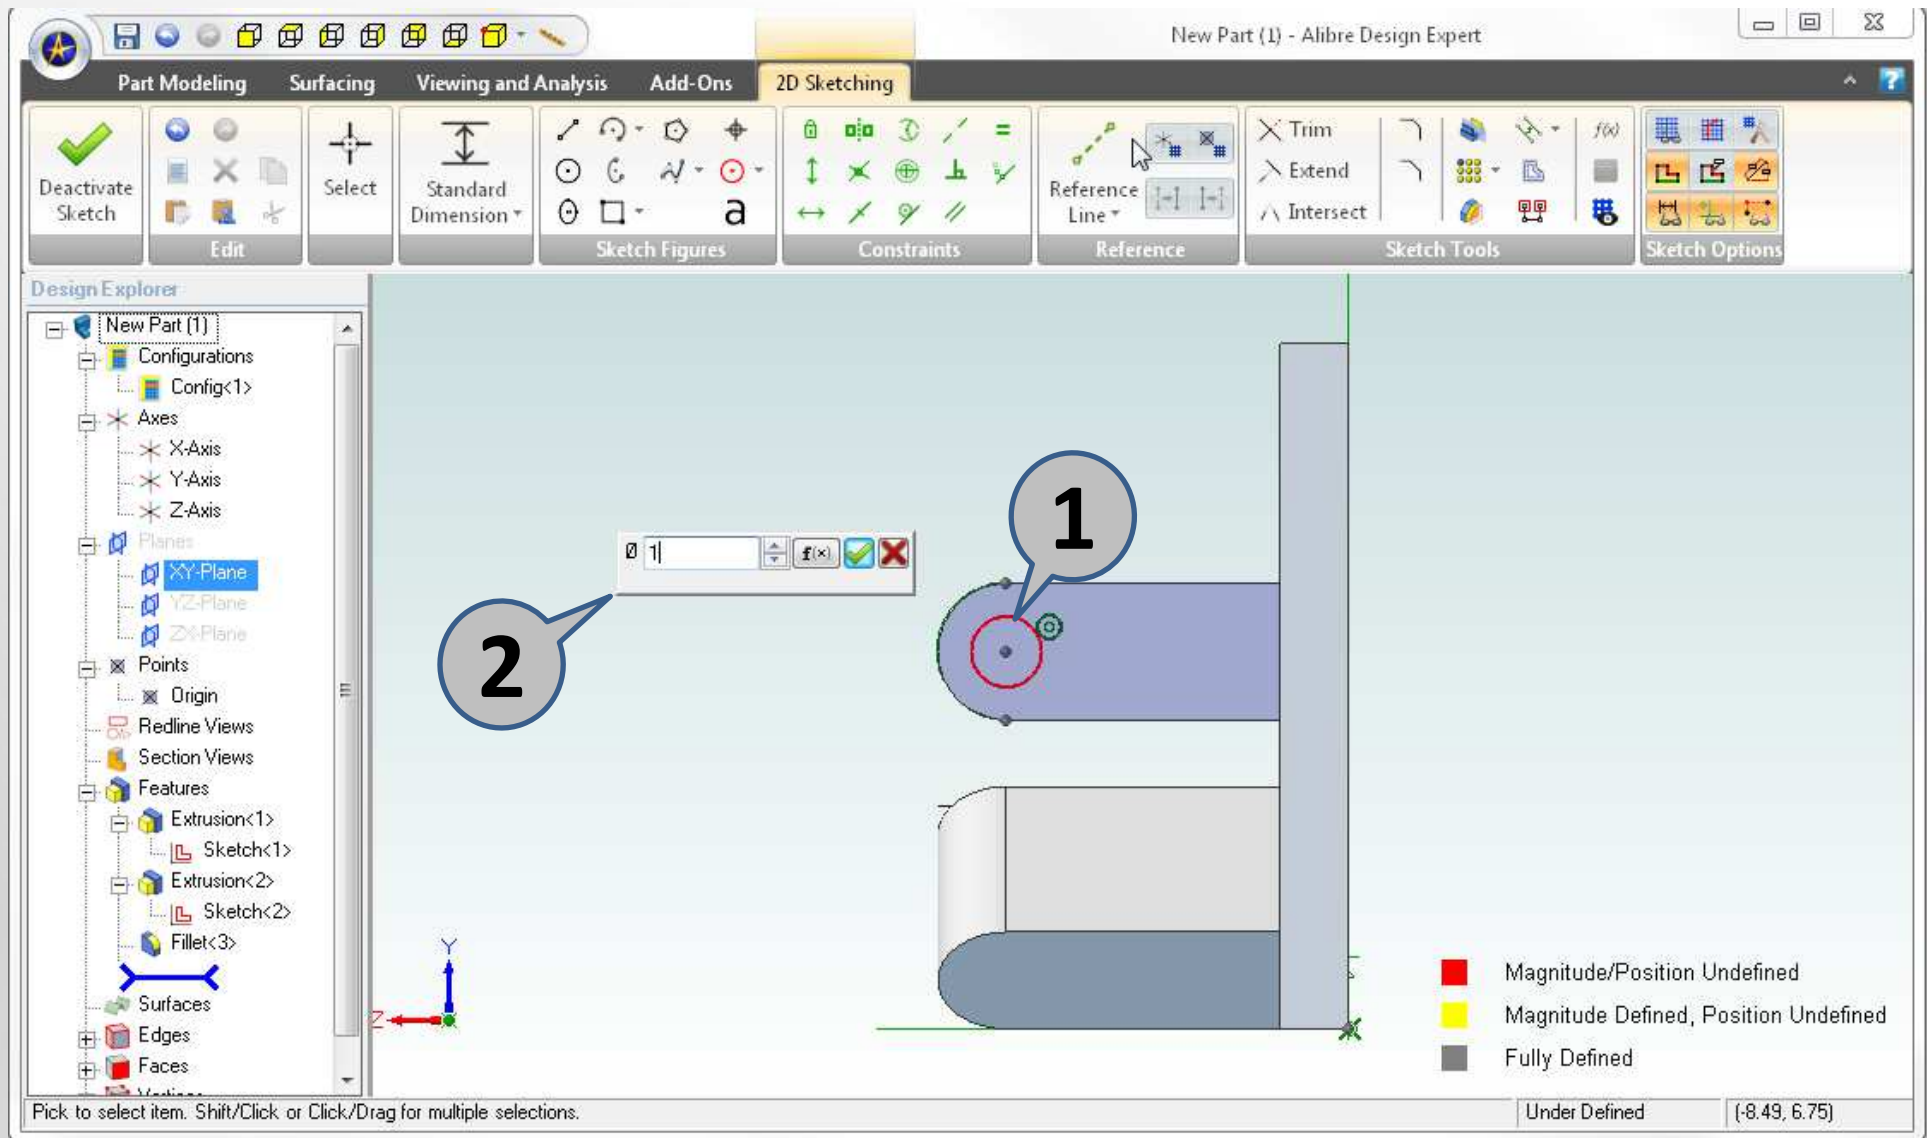 New Part (1) - Alibre Design Expert
Part Modeling
Surfacing
Viewing and Analysis
Add-Ons
2D Sketching
?
Deactivate
Sketch
Edit
Select
Standard
Dimension
a
Sketch Figures
Constraints
Reference
Line
Reference
Trim
Extend
Intersect
f(x)
Sketch Tools
Sketch Options
Design Explorer
New Part (1)
Configurations
Config<1>
Axes
X-Axis
Y-Axis
Z-Axis
Planes
XY-Plane
YZ-Plane
ZX-Plane
Points
Origin
Redline Views
Section Views
Features
Extrusion<1>
Sketch<1>
Extrusion<2>
Sketch<2>
Fillet<3>
Surfaces
Edges
Faces
Vertices
1
Ø 1 f(x)
2
Y
Z
Magnitude/Position Undefined
Magnitude Defined, Position Undefined
Fully Defined
Pick to select item. Shift/Click or Click/Drag for multiple selections.
Under Defined
(-8.49, 6.75)